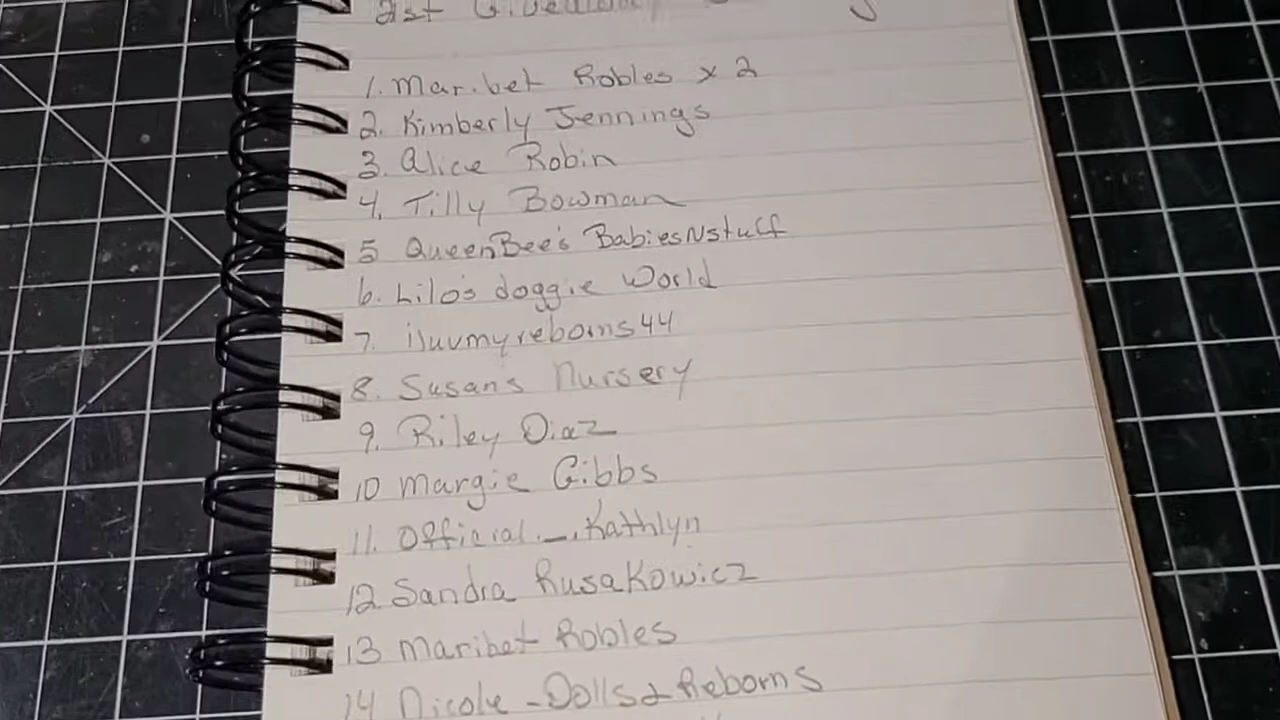 1. Maribet Robles x 2
2. Kimberly Jennings
3. Alice Robin
4. Tilly Bowman
5 QueenBee's BabiesNstuff
6. Lilo's doggie World
7. iluvmyreborns44
8. Susans Nursery
9. Riley Diaz
10 Margie Gibbs
11. Official._.Kathlyn
12 Sandra Rusakowicz
13 Maribet Robles
14 Nicole - Dolls & Reborns